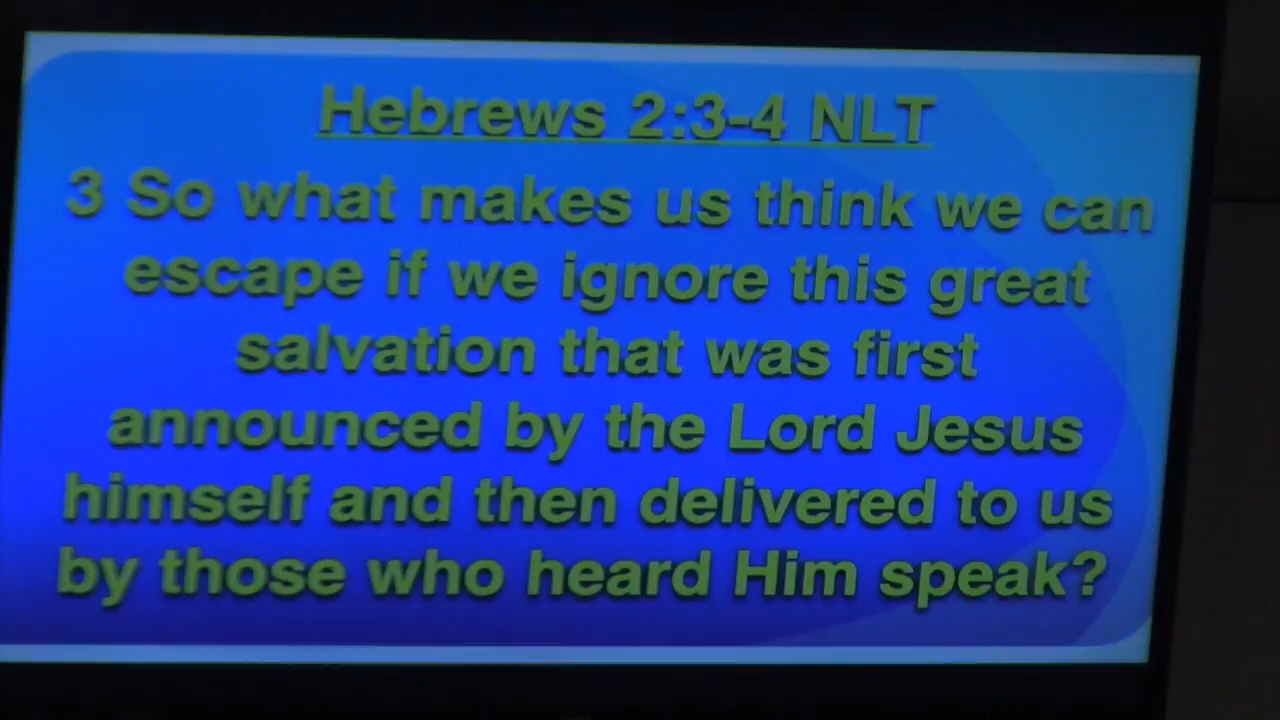 Hebrews 2:3-4 NLT
3 So what makes us think we can
escape if we ignore this great
salvation that was first
announced by the Lord Jesus
himself and then delivered to us
by those who heard Him speak?